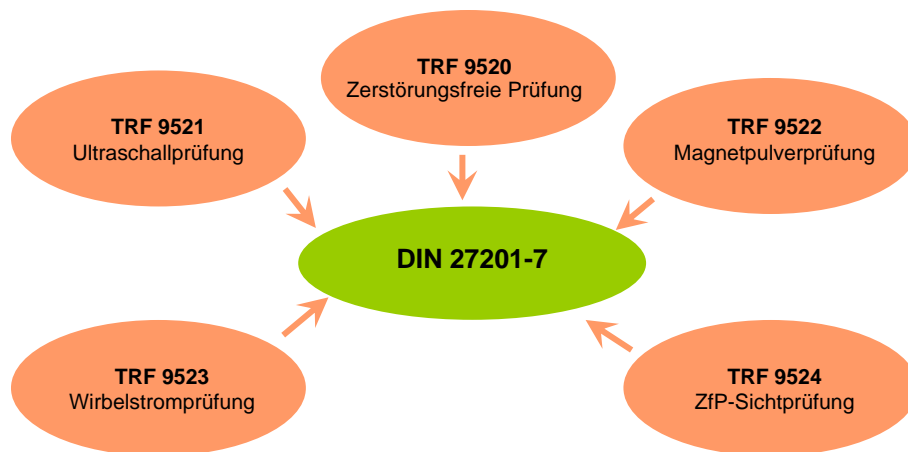 TRF 9520
Zerstörungsfreie Prüfung
TRF 9521
Ultraschallprüfung
TRF 9522
Magnetpulverprüfung
DIN 27201-7
TRF 9523
Wirbelstromprüfung
TRF 9524
ZfP-Sichtprüfung